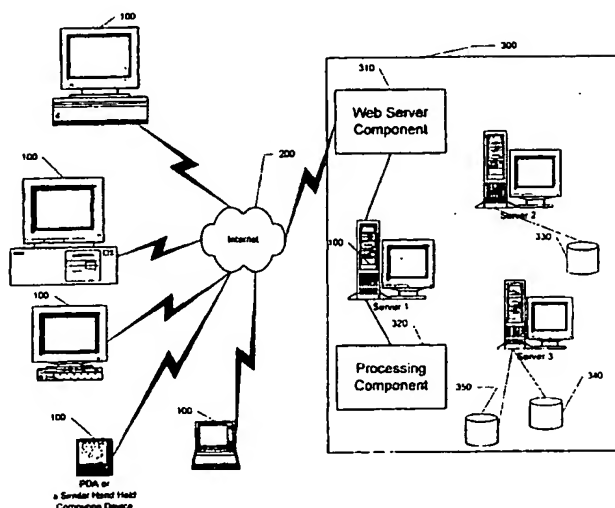 100
300
310
Web Server
Component
100
200
Internet
Server 2
330
100
Server 1
100
320
Server 3
Processing
Component
350
340
100
100
PDA or
a Similar Hand Held
Computing Device